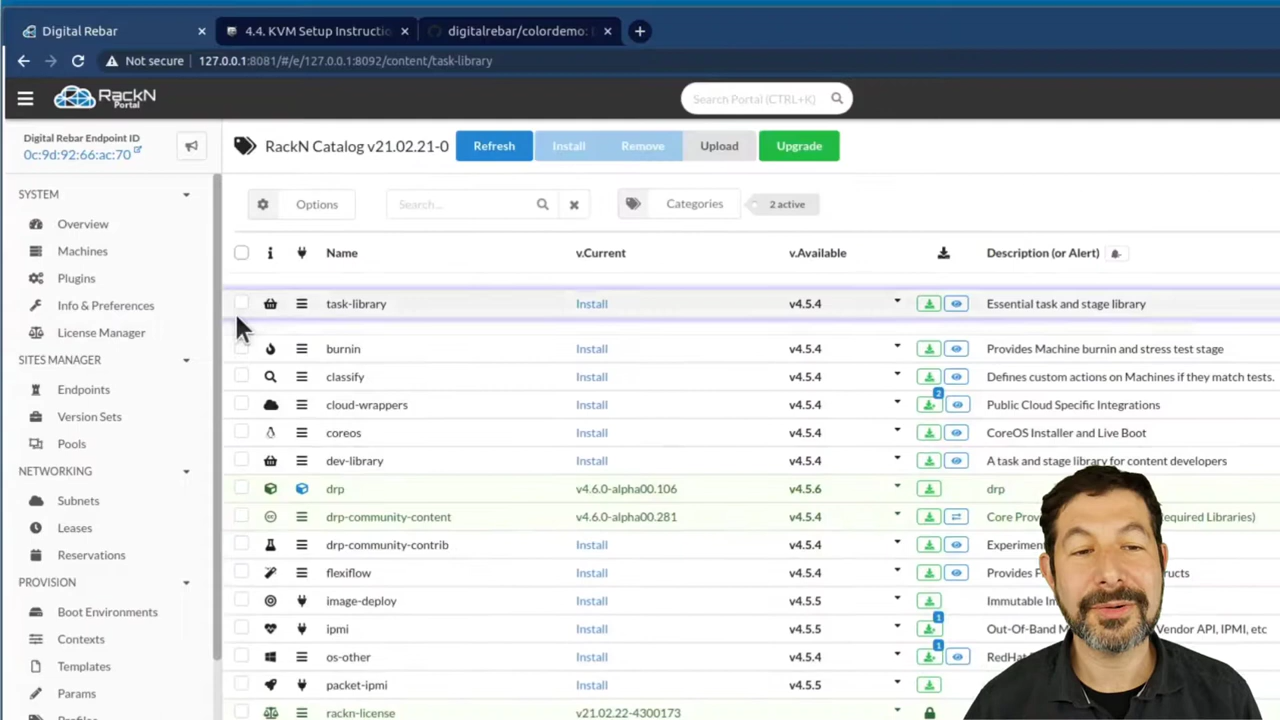 Digital Rebar
4.4. KVM Setup Instructio
digitalrebar/colordemo:
Not secure 127.0.0.1:8081/#/e/127.0.0.1:8092/content/task-library
RackN
Portal
Search Portal (CTRL+K)
Digital Rebar Endpoint ID
0c:9d:92:66:ac:70
RackN Catalog v21.02.21-0 Refresh Install Remove Upload Upgrade
SYSTEM
Overview
Machines
Plugins
Info & Preferences
License Manager
SITES MANAGER
Endpoints
Version Sets
Pools
NETWORKING
Subnets
Leases
Reservations
PROVISION
Boot Environments
Contexts
Templates
Params
Options Search... Categories 2 active
Name v.Current v.Available Description (or Alert)
task-library Install v4.5.4 Essential task and stage library
burnin Install v4.5.4 Provides Machine burnin and stress test stage
classify Install v4.5.4 Defines custom actions on Machines if they match tests.
cloud-wrappers Install v4.5.4 2 Public Cloud Specific Integrations
coreos Install v4.5.4 CoreOS Installer and Live Boot
dev-library Install v4.5.4 A task and stage library for content developers
drp v4.6.0-alpha00.106 v4.5.6 drp
drp-community-content v4.6.0-alpha00.281 v4.5.4 Core equired Libraries)
drp-community-contrib Install v4.5.4
flexiflow Install v4.5.4 Provides
image-deploy Install v4.5.5 Immutable
ipmi Install v4.5.5 1 Out-Of-Band Vendor API, IPMI, etc
os-other Install v4.5.4 1
packet-ipmi Install v4.5.5
rackn-license v21.02.22-4300173